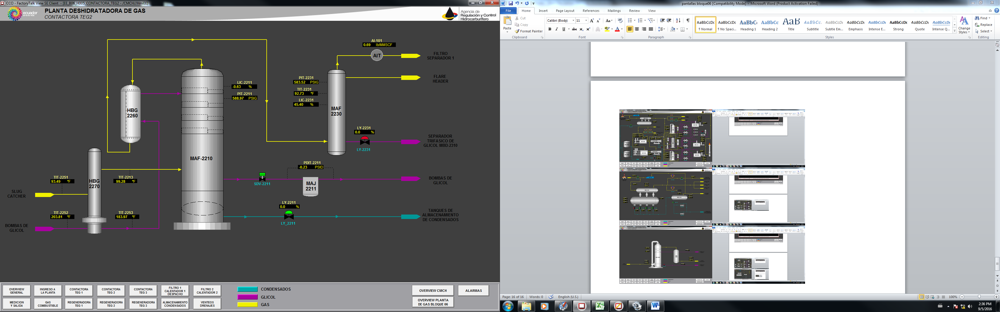 CCO - FactoryTalk View SE Client - [EE_B06_H005_CONTACTORA_TEG2 - /CMCH//HmiEE]
ecuador
ama la vida
PLANTA DESHIDRATADORA DE GAS
CONTACTORA TEG2
Agencia de
Regulación y Control
Hidrocarburífero
AI-101
0.69 lb/MMSCF
AIT
FILTRO
SEPARADOR 1
FLARE
HEADER
LIC-2211
-0.63 %
PIT-2211
588.97 PSIG
PIT-2231
583.52 PSIG
TIT-2231
92.73 ºF
LIC-2231
45.40 %
MAF
2230
HBG
2260
LY-2231
0.0 %
LY-2231
SEPARADOR
TRIFASICO DE
GLICOL MBD-2310
MAF-2210
PDIT-2211
-0.23 PSID
SDV-2211
MAJ
2211
BOMBAS DE
GLICOL
TIT-2251
93.49 ºF
HBG
2270
TIT-2213
99.28 ºF
SLUG
CATCHER
LY-2211
0.0 %
LY_2211
TANQUES DE
ALMACENAMIENTO
DE CONDENSADOS
TIT-2252
203.81 ºF
TIT-2253
183.97 ºF
BOMBAS DE
GLICOL
OVERVIEW
GENERAL
INGRESO A
LA PLANTA
CONTACTORA
TEG 1
CONTACTORA
TEG 2
CONTACTORA
TEG 3
FILTRO 1
CALENTADOR 1
DESPACHO
FILTRO 2
CALENTADOR 2
MEDICION
Y SALIDA
GAS
COMBUSTIBLE
REGENERADORA
TEG 1
REGENERADORA
TEG 2
REGENERADORA
TEG 3
ALMACENAMIENTO
CONDENSADOS
VENTEOS
DRENAJES
CONDENSADOS
GLICOL
GAS
OVERVIEW CMCH
ALARMAS
OVERVIEW PLANTA
DE GAS BLOQUE 06
pantallas bloque06 [Compatibility Mode] - Microsoft Word (Product Activation Failed)
File Home Insert Page Layout References Mailings Review View
Paste
Cut
Copy
Format Painter
Clipboard
Calibri (Body) 11
Font
Paragraph
AaBbCcDc
¶ Normal
AaBbCcDc
¶ No Spaci...
AaBbC
Heading 1
AaBbCc
Heading 2
AaB
Title
AaBbCc.
Subtitle
AaBbCcDc
Subtle Em...
AaBbCcDc
Emphasis
AaBbCcDc
Intense E...
AaBbCcDc
Strong
AaBbCcDc
Quote
AaBbCcDc
Intense Q...
Change
Styles
Styles
Find
Replace
Select
Editing
Page: 16 of 16 Words: 0 English (U.S.) 100%
2:36 PM
9/5/2016